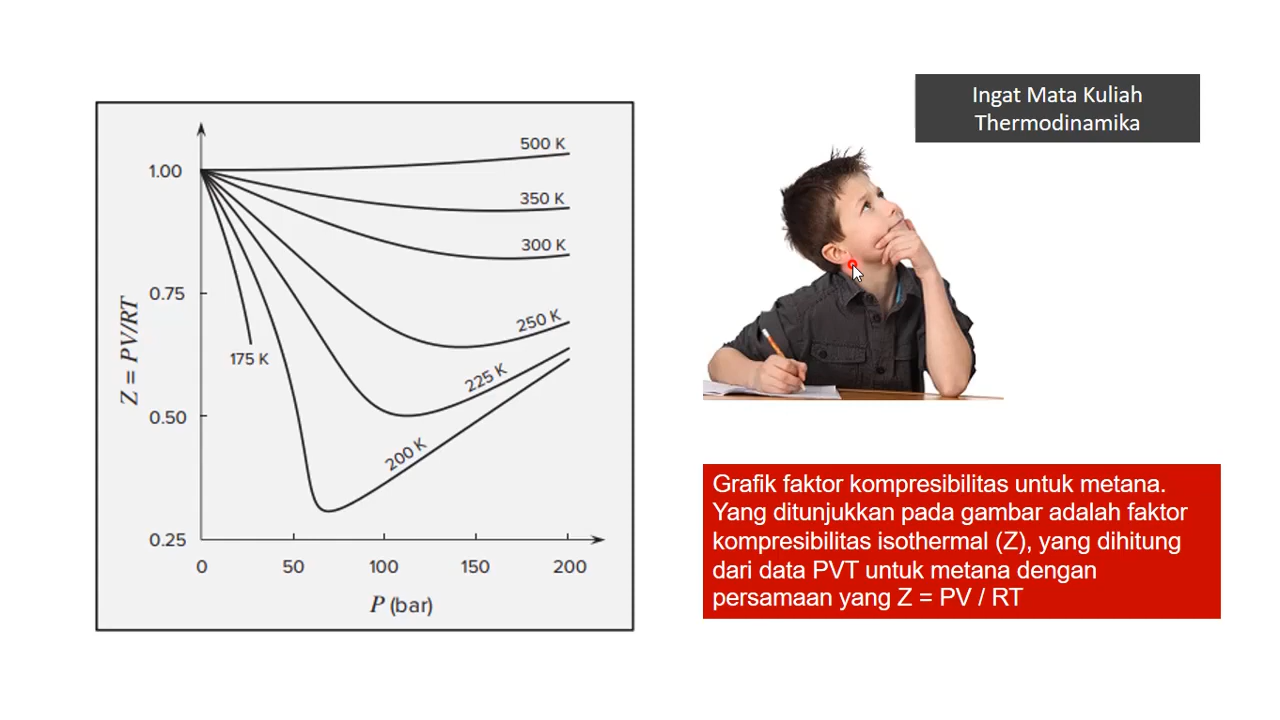 Ingat Mata Kuliah
Thermodinamika
500 K
1.00
350 K
300 K
0.75
250 K
Z = PV/RT
175 K
225 K
0.50
200 K
0.25
0 50 100 150 200
P (bar)
Grafik faktor kompresibilitas untuk metana.
Yang ditunjukkan pada gambar adalah faktor
kompresibilitas isothermal (Z), yang dihitung
dari data PVT untuk metana dengan
persamaan yang Z = PV / RT